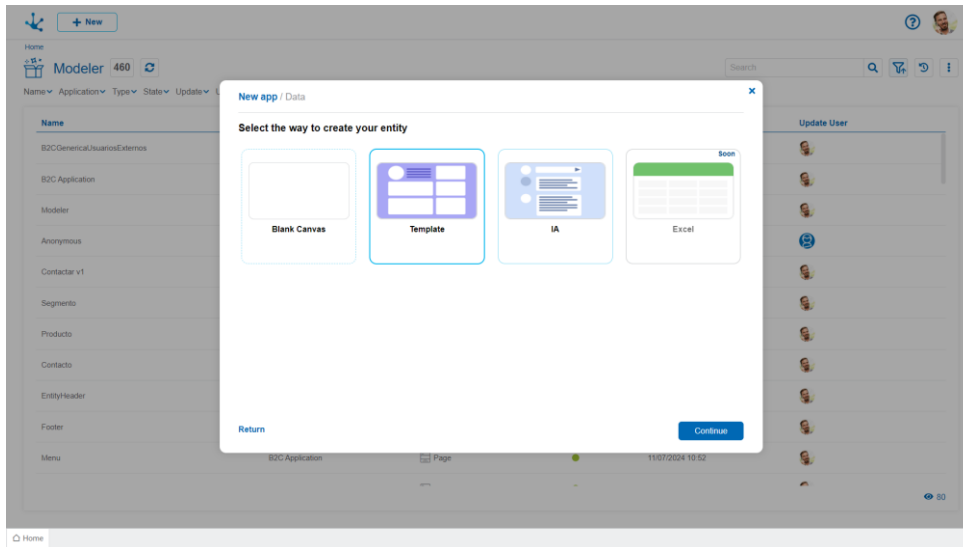 + New
Home
Modeler 460
Search
Name Application Type State Update
Name
Update User
B2CGenericaUsuariosExternos
B2C Application
Modeler
Anonymous
Contactar v1
Segmento
Producto
Contacto
EntityHeader
Footer
Menu B2C Application Page 11/07/2024 10:52
80
New app / Data
Select the way to create your entity
Soon
Blank Canvas Template IA Excel
Return Continue
Home